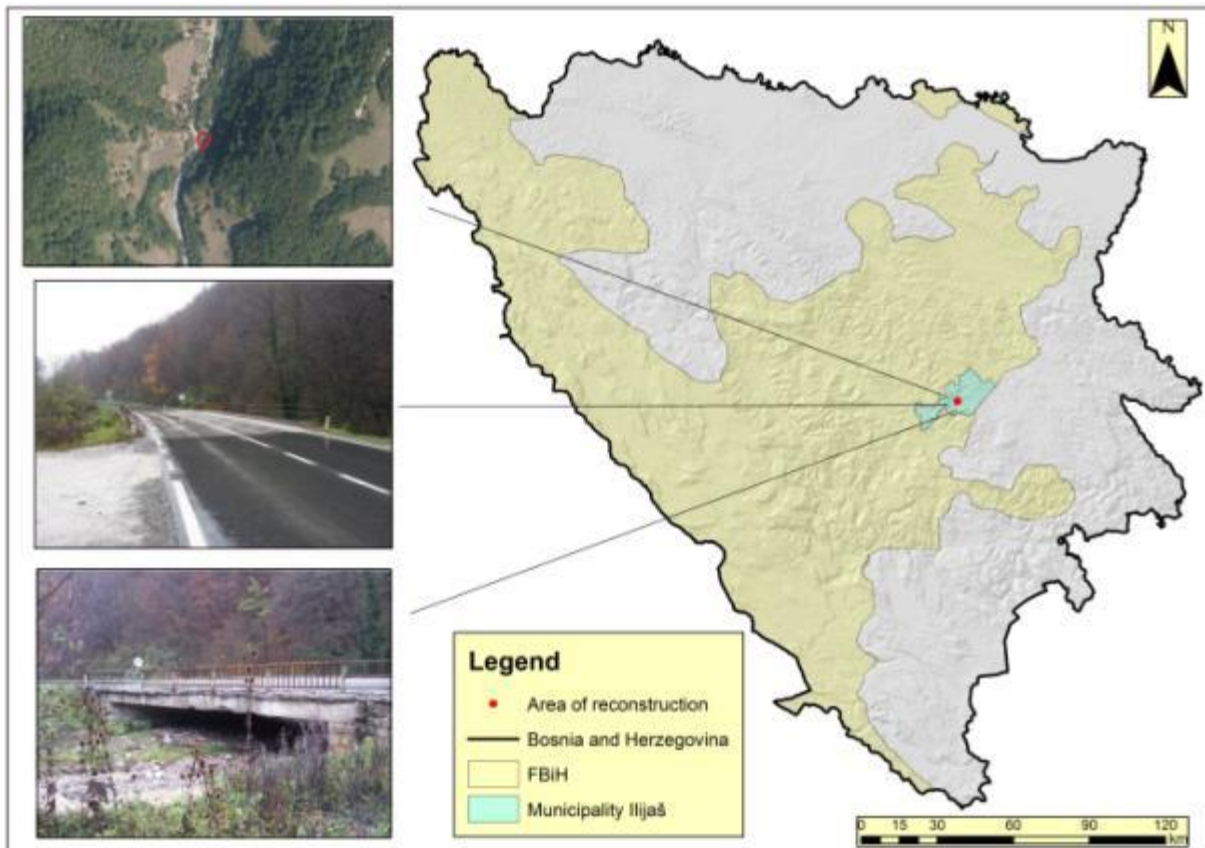 N
Legend
Area of reconstruction
Bosnia and Herzegovina
FBiH
Municipality Ilijaš
0 15 30 60 90 120
km